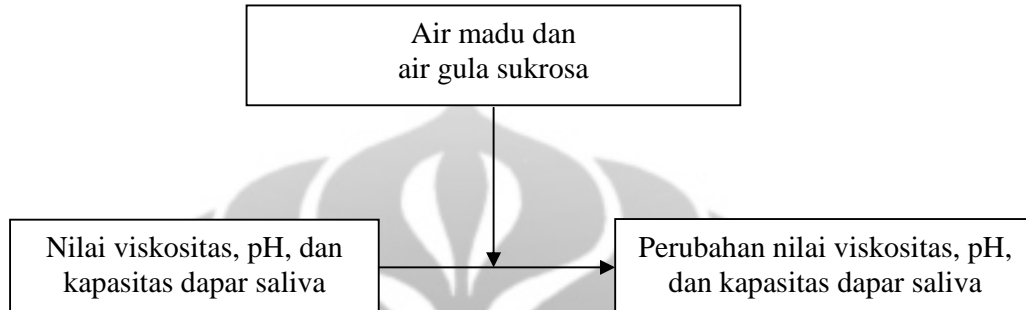 Air madu dan
air gula sukrosa
Nilai viskositas, pH, dan
kapasitas dapar saliva
Perubahan nilai viskositas, pH,
dan kapasitas dapar saliva